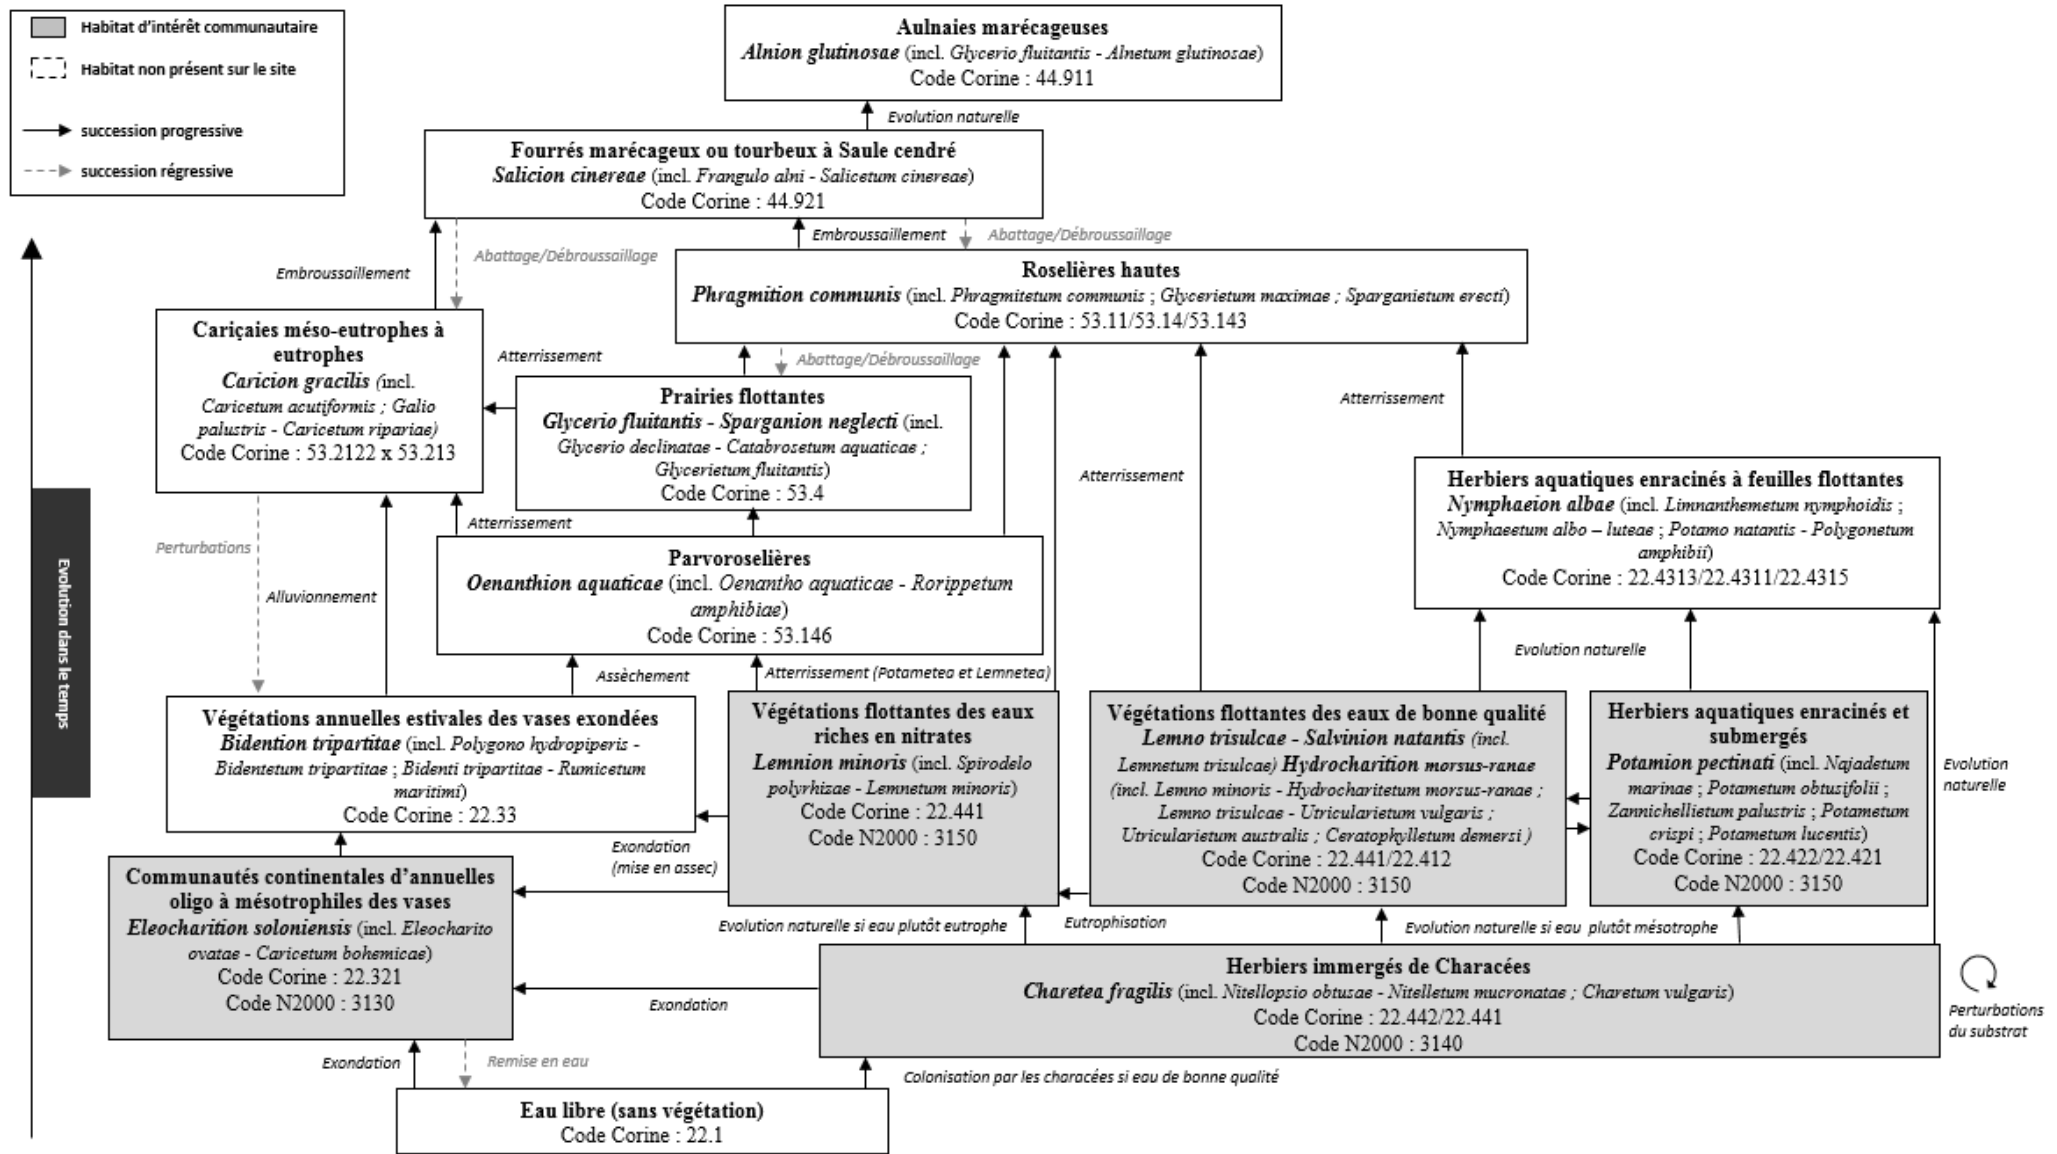 Habitat d’intérêt communautaire
Habitat non présent sur le site
succession progressive
succession régressive
Aulnaies marécageuses
Alnion glutinosae (incl. Glycerio fluitantis - Alnetum glutinosae)
Code Corine : 44.911
Evolution naturelle
Fourrés marécageux ou tourbeux à Saule cendré
Salicion cinereae (incl. Frangulo alni - Salicetum cinereae)
Code Corine : 44.921
Embroussaillement
Abattage/Débroussaillage
Embroussaillement
Abattage/Débroussaillage
Roselières hautes
Phragmition communis (incl. Phragmitetum communis ; Glycerietum maximae ; Sparganietum erecti)
Code Corine : 53.11/53.14/53.143
Cariçaies méso-eutrophes à
eutrophes
Caricion gracilis (incl.
Caricetum acutiformis ; Galio
palustris - Caricetum ripariae)
Code Corine : 53.2122 x 53.213
Atterrissement
Abattage/Débroussaillage
Prairies flottantes
Glycerio fluitantis - Sparganion neglecti (incl.
Glycerio declinatae - Catabrosetum aquaticae ;
Glycerietum fluitantis)
Code Corine : 53.4
Atterrissement
Atterrissement
Herbiers aquatiques enracinés à feuilles flottantes
Nymphaeion albae (incl. Limnanthemetum nymphoidis ;
Nymphaeetum albo – luteae ; Potamo natantis - Polygonetum
amphibii)
Code Corine : 22.4313/22.4311/22.4315
Evolution dans le temps
Perturbations
Alluvionnement
Atterrissement
Parvoroselières
Oenanthion aquaticae (incl. Oenantho aquaticae - Rorippetum
amphibiae)
Code Corine : 53.146
Assèchement
Atterrissement (Potametea et Lemnetea)
Evolution naturelle
Végétations annuelles estivales des vases exondées
Bidention tripartitae (incl. Polygono hydropiperis -
Bidentetum tripartitae ; Bidenti tripartitae - Rumicetum
maritimi)
Code Corine : 22.33
Végétations flottantes des eaux
riches en nitrates
Lemnion minoris (incl. Spirodelo
polyrhizae - Lemnetum minoris)
Code Corine : 22.441
Code N2000 : 3150
Végétations flottantes des eaux de bonne qualité
Lemno trisulcae - Salvinion natantis (incl.
Lemnetum trisulcae) Hydrocharition morsus-ranae
(incl. Lemno minoris - Hydrocharitetum morsus-ranae ;
Lemno trisulcae - Utricularietum vulgaris ;
Utricularietum australis ; Ceratophylletum demersi )
Code Corine : 22.441/22.412
Code N2000 : 3150
Herbiers aquatiques enracinés et
submergés
Potamion pectinati (incl. Najadetum
marinae ; Potametum obtusifolii ;
Zannichellietum palustris ; Potametum
crispi ; Potametum lucentis)
Code Corine : 22.422/22.421
Code N2000 : 3150
Evolution
naturelle
Exondation
(mise en assec)
Communautés continentales d’annuelles
oligo à mésotrophiles des vases
Eleocharition soloniensis (incl. Eleocharito
ovatae - Caricetum bohemicae)
Code Corine : 22.321
Code N2000 : 3130
Evolution naturelle si eau plutôt eutrophe
Eutrophisation
Evolution naturelle si eau plutôt mésotrophe
Herbiers immergés de Characées
Charetea fragilis (incl. Nitellopsio obtusae - Nitelletum mucronatae ; Charetum vulgaris)
Code Corine : 22.442/22.441
Code N2000 : 3140
Exondation
Perturbations
du substrat
Exondation
Remise en eau
Colonisation par les characées si eau de bonne qualité
Eau libre (sans végétation)
Code Corine : 22.1